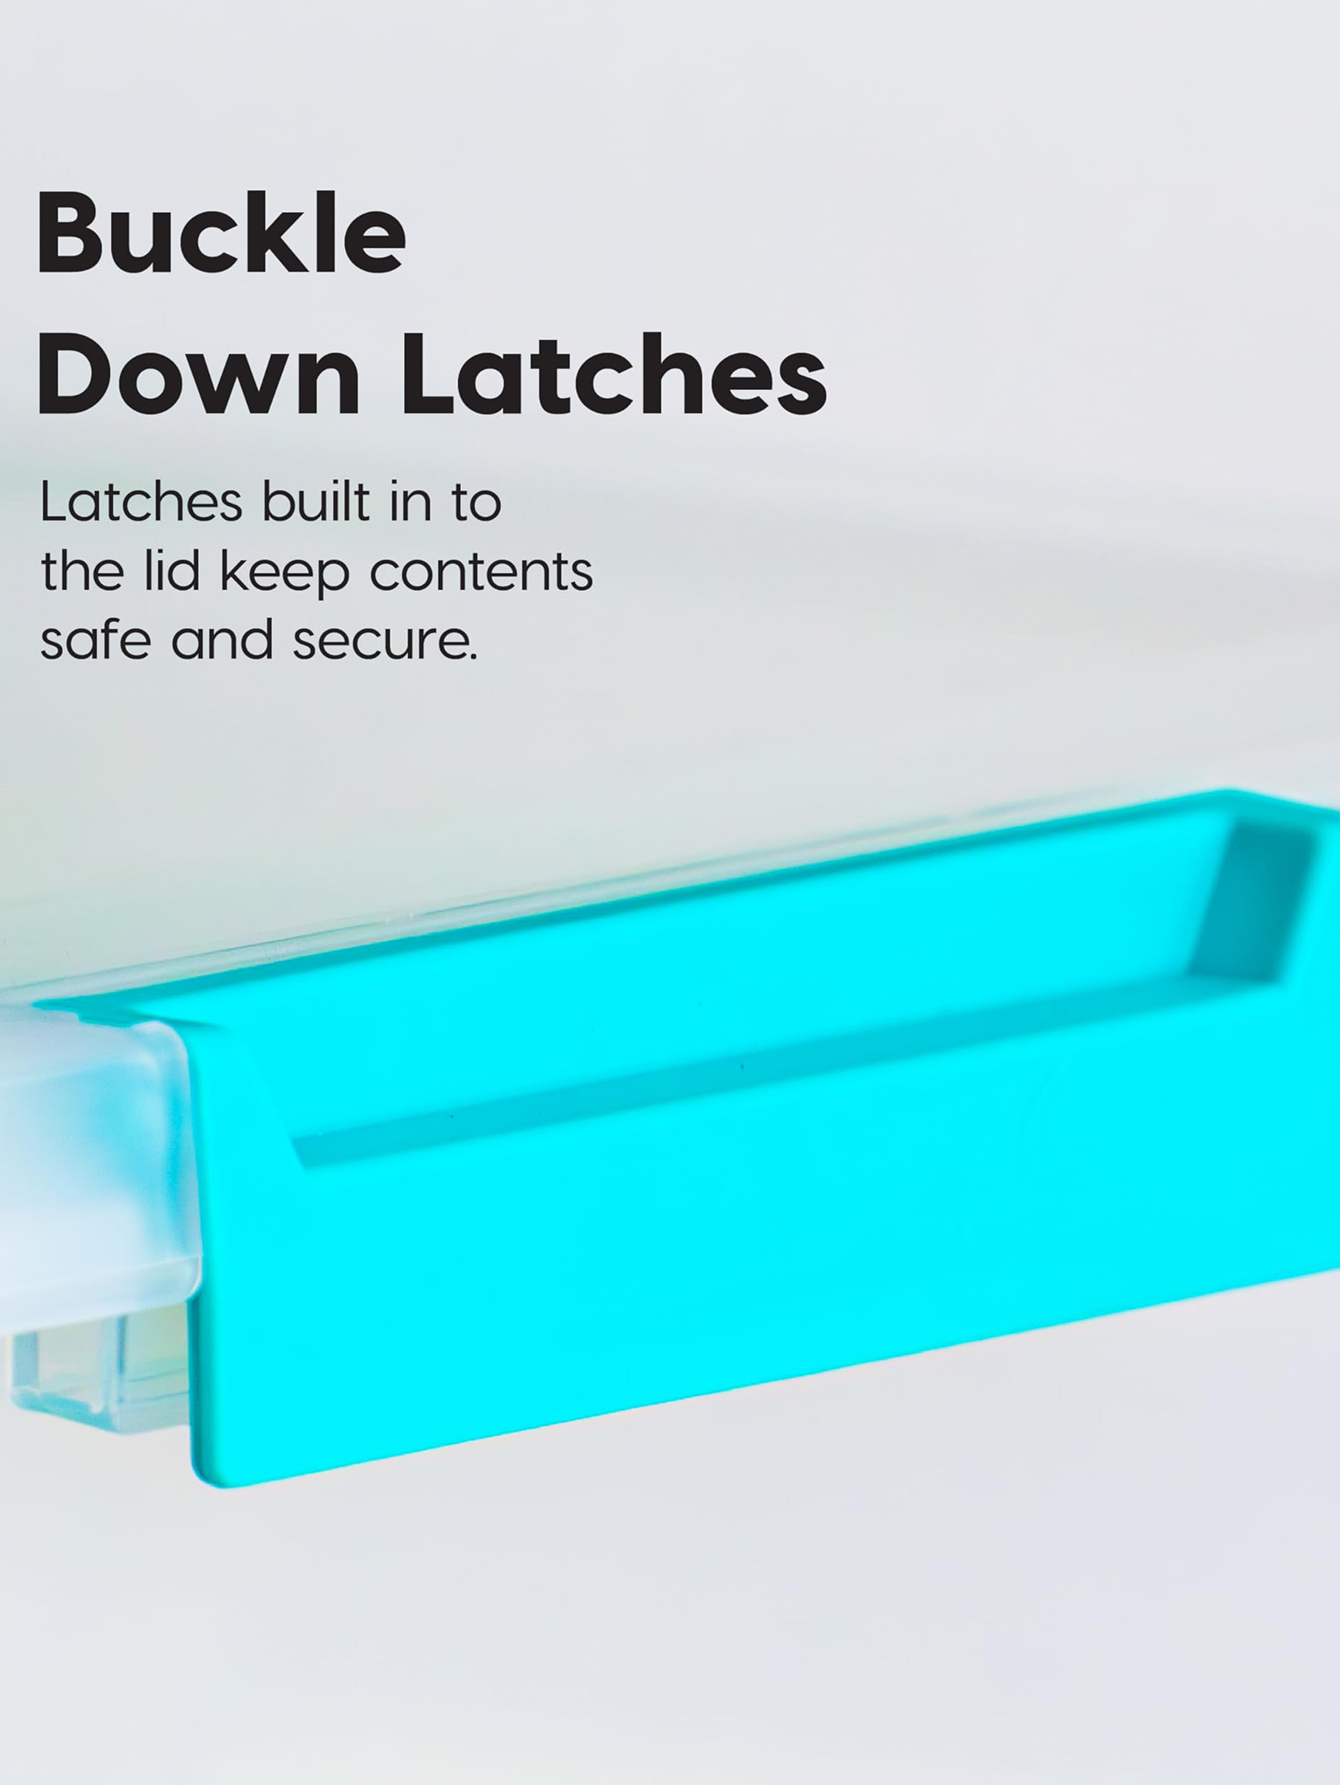 Buckle
Down Latches
Latches built in to
the lid keep contents
safe and secure.